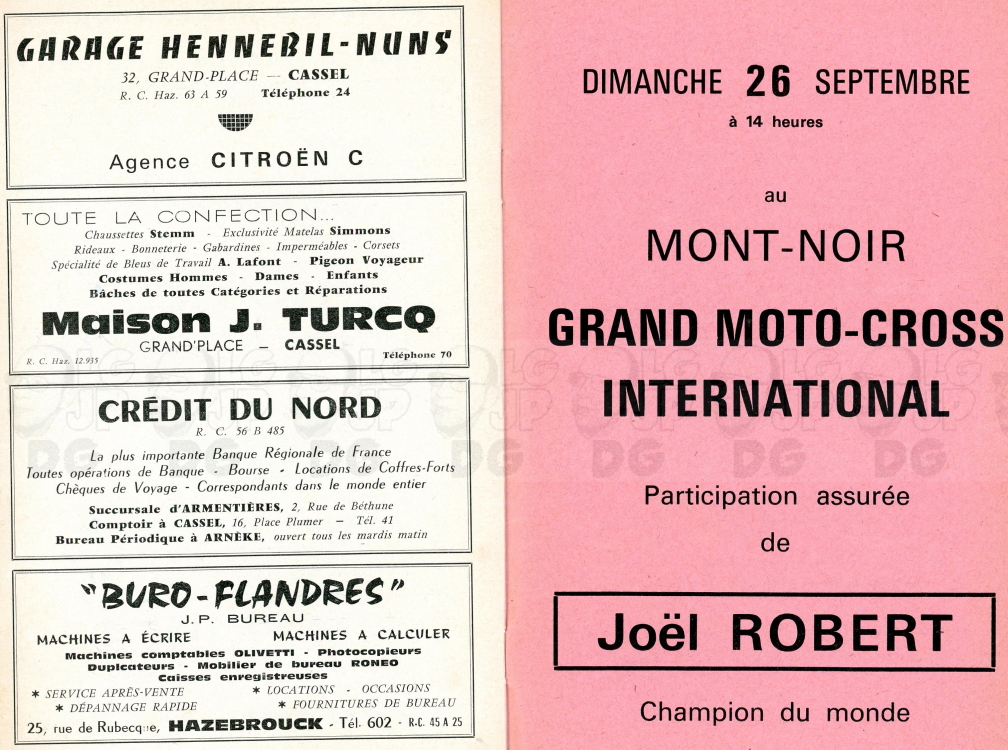 GARAGE HENNEBIL-NUNS
32, GRAND-PLACE — CASSEL
R. C. Haz. 63 A 59 Téléphone 24
Agence CITROËN C
TOUTE LA CONFECTION...
Chaussettes Stemm - Exclusivité Matelas Simmons
Rideaux - Bonneterie - Gabardines - Imperméables - Corsets
Spécialité de Bleus de Travail A. Lafont - Pigeon Voyageur
Costumes Hommes - Dames - Enfants
Bâches de toutes Catégories et Réparations
Maison J. TURCQ
GRAND'PLACE — CASSEL
R. C. Haz. 12.935 Téléphone 70
CRÉDIT DU NORD
R. C. 56 B 485
La plus importante Banque Régionale de France
Toutes opérations de Banque - Bourse - Locations de Coffres-Forts
Chèques de Voyage - Correspondants dans le monde entier
Succursale d'ARMENTIÈRES, 2, Rue de Béthune
Comptoir à CASSEL, 16, Place Plumer — Tél. 41
Bureau Périodique à ARNÈKE, ouvert tous les mardis matin
"BURO-FLANDRES"
J.P. BUREAU
MACHINES A ÉCRIRE MACHINES A CALCULER
Machines comptables OLIVETTI - Photocopieurs
Duplcateurs - Mobilier de bureau RONEO
Caisses enregistreuses
* SERVICE APRÈS-VENTE * LOCATIONS - OCCASIONS
* DÉPANNAGE RAPIDE * FOURNITURES DE BUREAU
25, rue de Rubecque, HAZEBROUCK - Tél. 602 - R.C. 45 A 25
DIMANCHE 26 SEPTEMBRE
à 14 heures
au
MONT-NOIR
GRAND MOTO-CROSS
INTERNATIONAL
Participation assurée
de
Joël ROBERT
Champion du monde